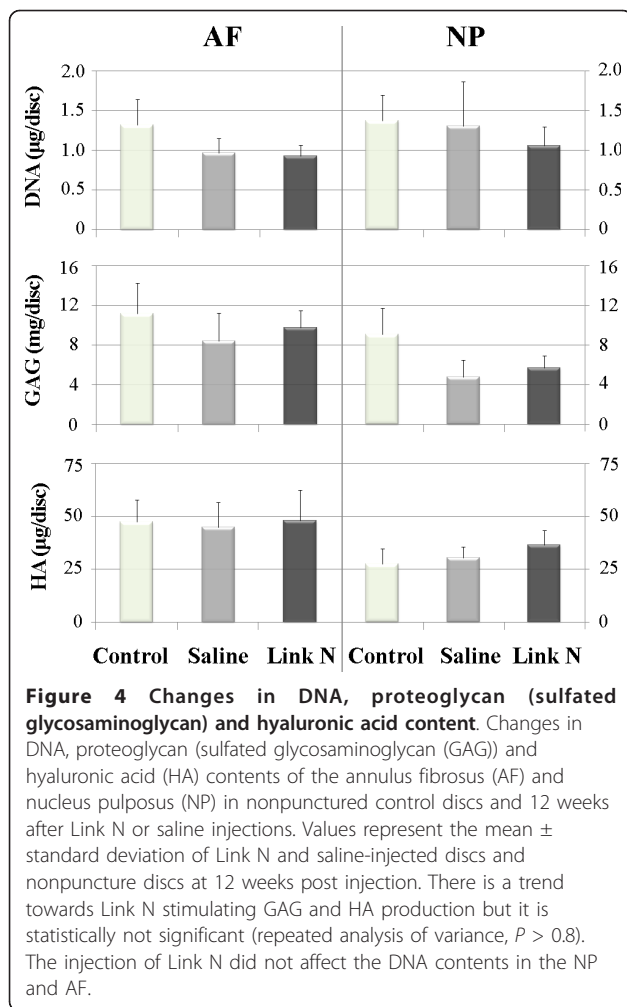 AF NP
DNA (µg/disc)
2.0 2.0
1.5 1.5
1.0 1.0
0.5 0.5
0 0
GAG (mg/disc)
16 16
12 12
8 8
4 4
0 0
HA (µg/disc)
75 75
50 50
25 25
0 0
Control Saline Link N Control Saline Link N
Figure 4 Changes in DNA, proteoglycan (sulfated
glycosaminoglycan) and hyaluronic acid content. Changes in
DNA, proteoglycan (sulfated glycosaminoglycan (GAG)) and
hyaluronic acid (HA) contents of the annulus fibrosus (AF) and
nucleus pulposus (NP) in nonpunctured control discs and 12 weeks
after Link N or saline injections. Values represent the mean ±
standard deviation of Link N and saline-injected discs and
nonpuncture discs at 12 weeks post injection. There is a trend
towards Link N stimulating GAG and HA production but it is
statistically not significant (repeated analysis of variance, P > 0.8).
The injection of Link N did not affect the DNA contents in the NP
and AF.